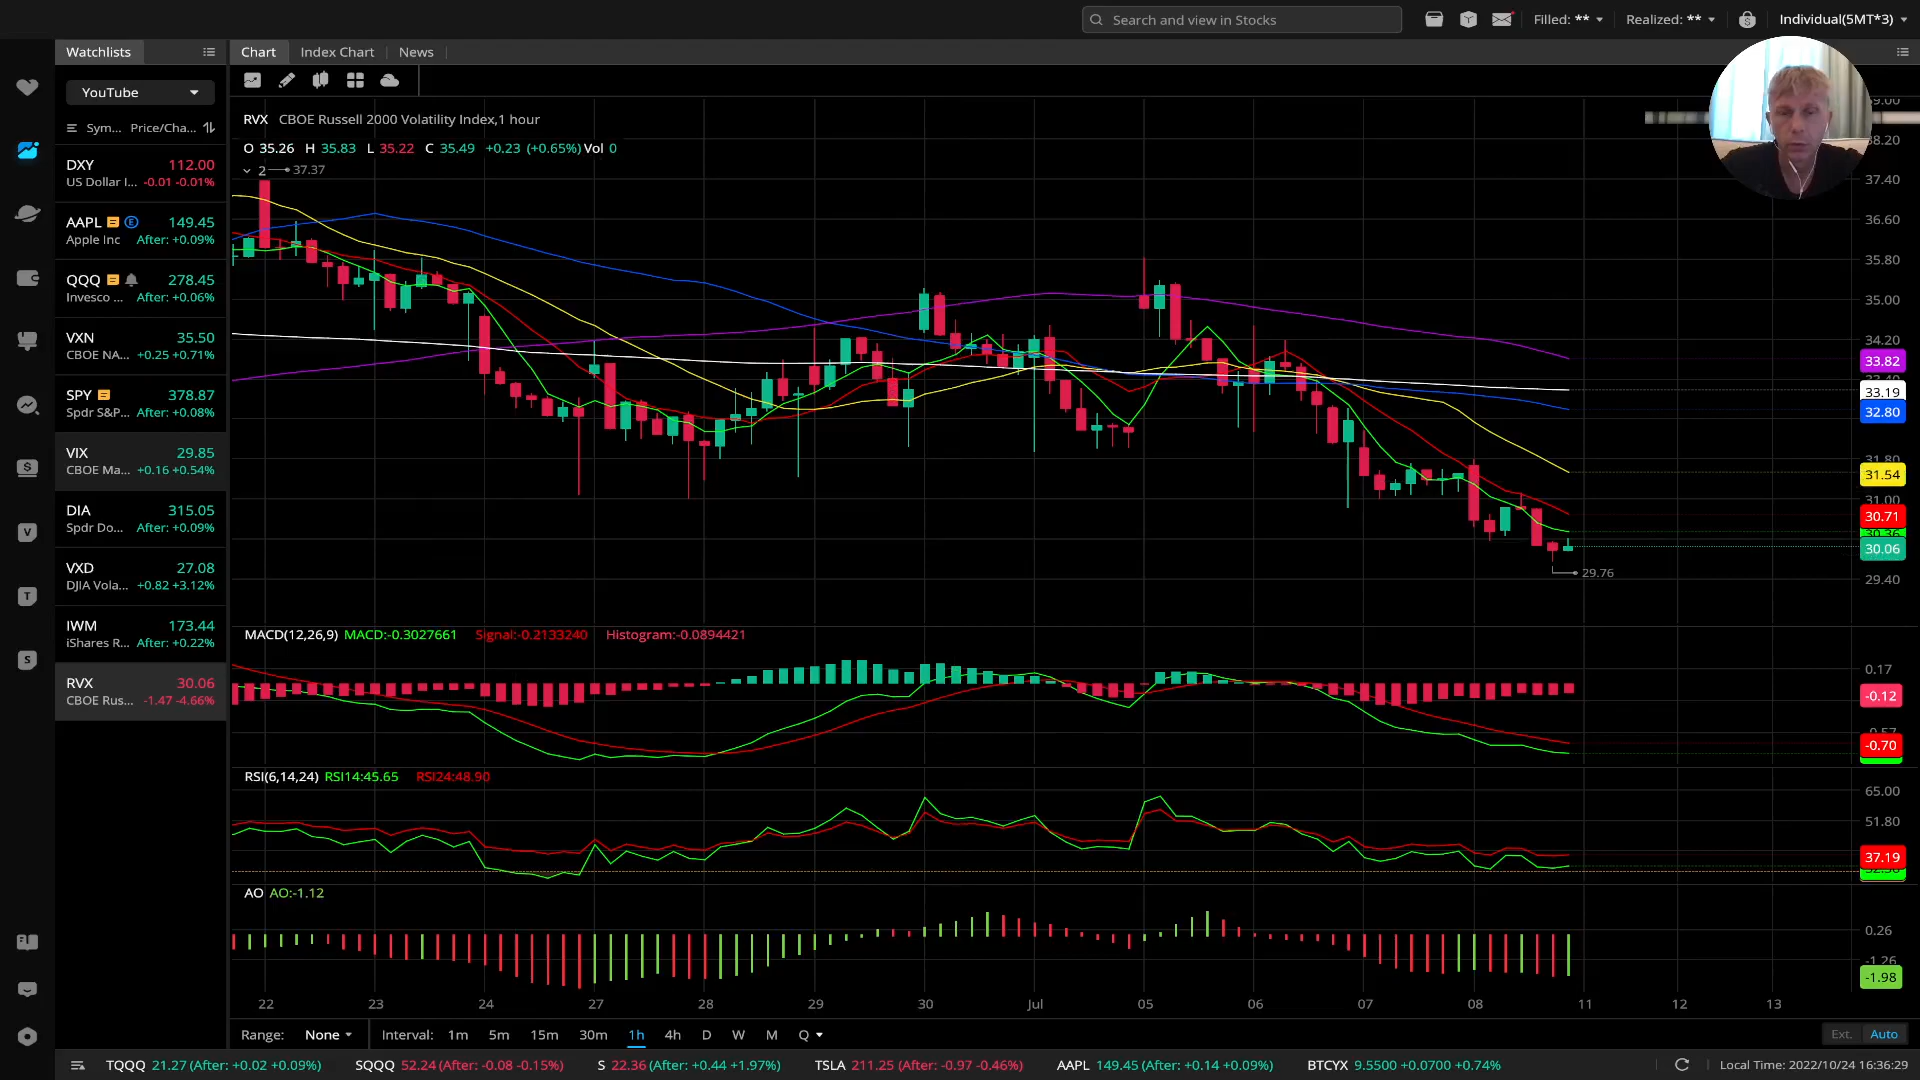 Search and view in Stocks
Filled: **
Realized: **
Individual(5MT*3)
Watchlists
Chart
Index Chart
News
YouTube
Sym... Price/Cha...
DXY 112.00
US Dollar I... -0.01 -0.01%
AAPL E 149.45
Apple Inc After: +0.09%
QQQ 278.45
Invesco ... After: +0.06%
VXN 35.50
CBOE NA... +0.25 +0.71%
SPY 378.87
Spdr S&P... After: +0.08%
VIX 29.85
CBOE Ma... +0.16 +0.54%
DIA 315.05
Spdr Do... After: +0.09%
VXD 27.08
DJIA Vola... +0.82 +3.12%
IWM 173.44
iShares R... After: +0.22%
RVX 30.06
CBOE Rus... -1.47 -4.66%
RVX CBOE Russell 2000 Volatility Index,1 hour
O 35.26 H 35.83 L 35.22 C 35.49 +0.23 (+0.65%) Vol 0
2 37.37
38.20
37.40
36.60
35.80
35.00
34.20
33.82
33.19
32.80
31.80
31.54
31.00
30.71
30.06
29.76
29.40
MACD(12,26,9) MACD:-0.3027661 Signal:-0.2133240 Histogram:-0.0894421
0.17
-0.12
-0.57
-0.70
RSI(6,14,24) RSI14:45.65 RSI24:48.90
65.00
51.80
37.19
AO AO:-1.12
0.26
-1.26
-1.98
22 23 24 27 28 29 30 Jul 05 06 07 08 11 12 13
Range: None Interval: 1m 5m 15m 30m 1h 4h D W M Q Ext. Auto
TQQQ 21.27 (After: +0.02 +0.09%) SQQQ 52.24 (After: -0.08 -0.15%) S 22.36 (After: +0.44 +1.97%) TSLA 211.25 (After: -0.97 -0.46%) AAPL 149.45 (After: +0.14 +0.09%) BTCYX 9.5500 +0.0700 +0.74% Local Time: 2022/10/24 16:36:29